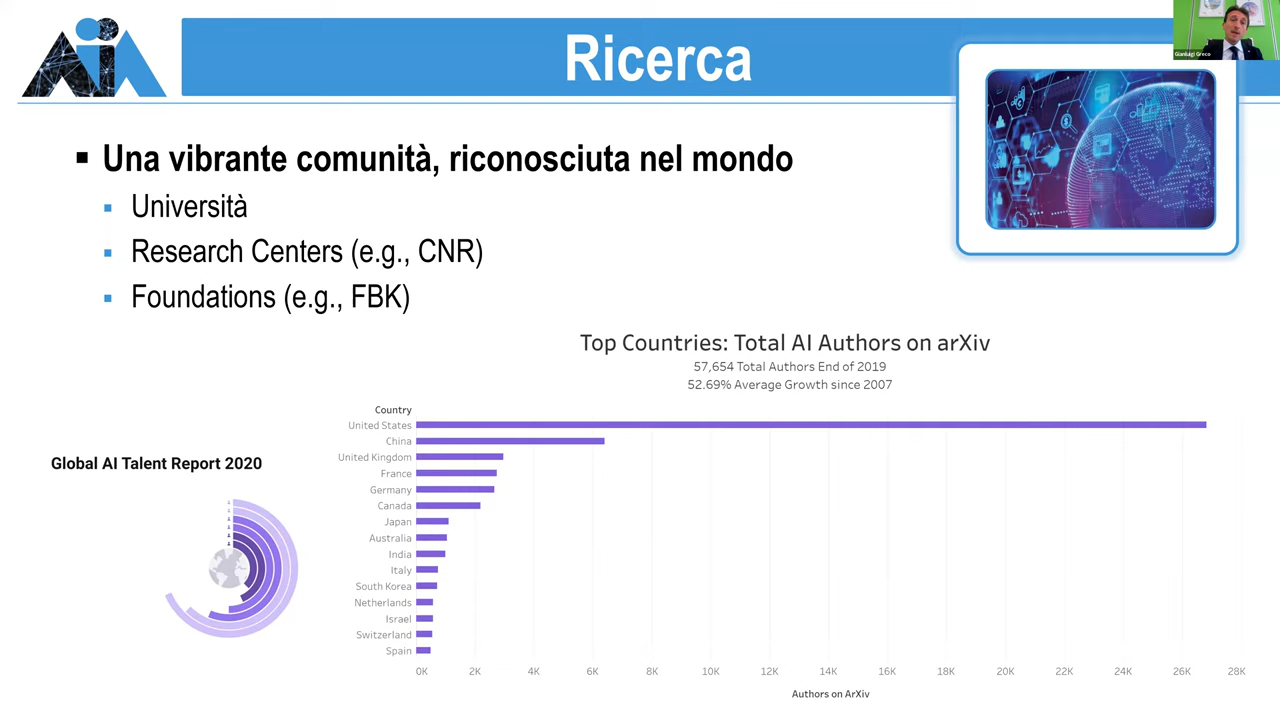 AIA
Ricerca
Gianluigi Greco
▪ Una vibrante comunità, riconosciuta nel mondo
▪ Università
▪ Research Centers (e.g., CNR)
▪ Foundations (e.g., FBK)
Top Countries: Total AI Authors on arXiv
57,654 Total Authors End of 2019
52.69% Average Growth since 2007
Global AI Talent Report 2020
Country
United States
China
United Kingdom
France
Germany
Canada
Japan
Australia
India
Italy
South Korea
Netherlands
Israel
Switzerland
Spain
0K 2K 4K 6K 8K 10K 12K 14K 16K 18K 20K 22K 24K 26K 28K
Authors on ArXiv